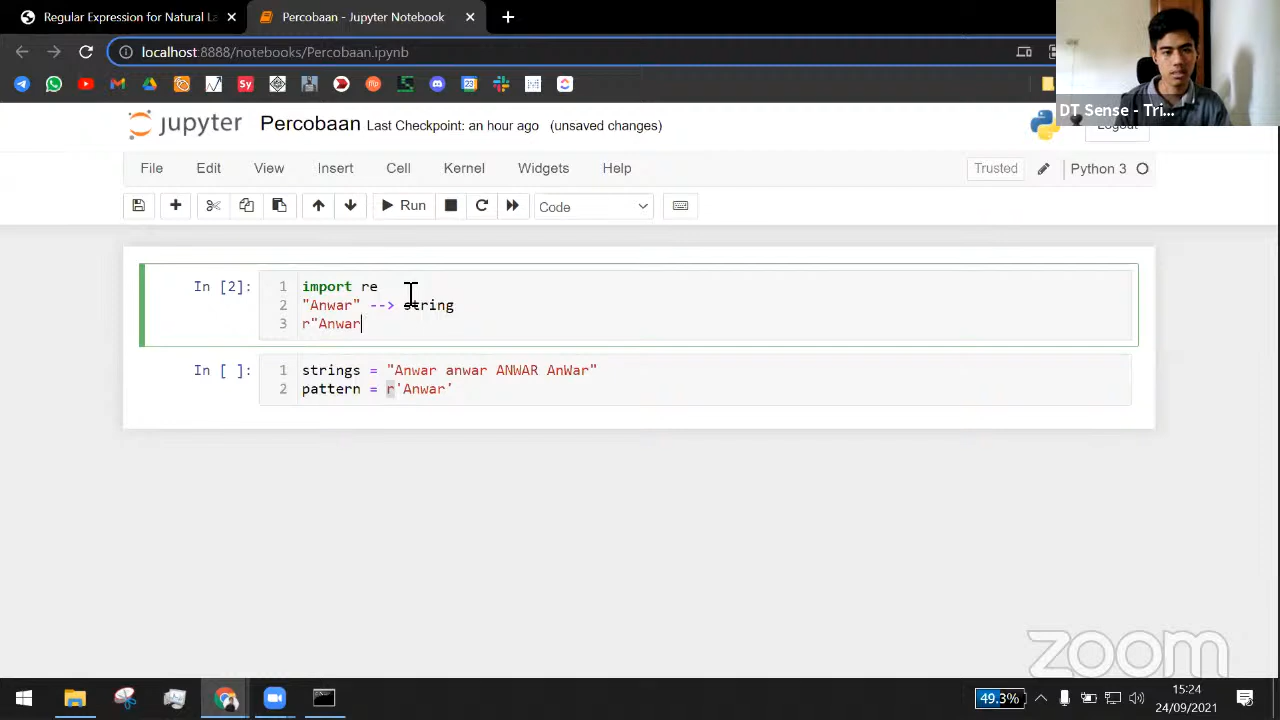 Regular Expression for Natural La
Percobaan - Jupyter Notebook
localhost:8888/notebooks/Percobaan.ipynb
DT Sense - Tri...
jupyter Percobaan Last Checkpoint: an hour ago (unsaved changes)
Logout
File Edit View Insert Cell Kernel Widgets Help Trusted Python 3
Run Code
In [2]:
1 import re
2 "Anwar" --> string
3 r"Anwar
In [ ]:
1 strings = "Anwar anwar ANWAR AnWar"
2 pattern = r'Anwar'
zoom
49.3%
15:24
24/09/2021